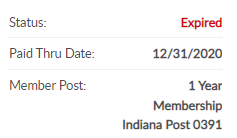 Status: Expired
Paid Thru Date: 12/31/2020
Member Post: 1 Year
Membership
Indiana Post 0391